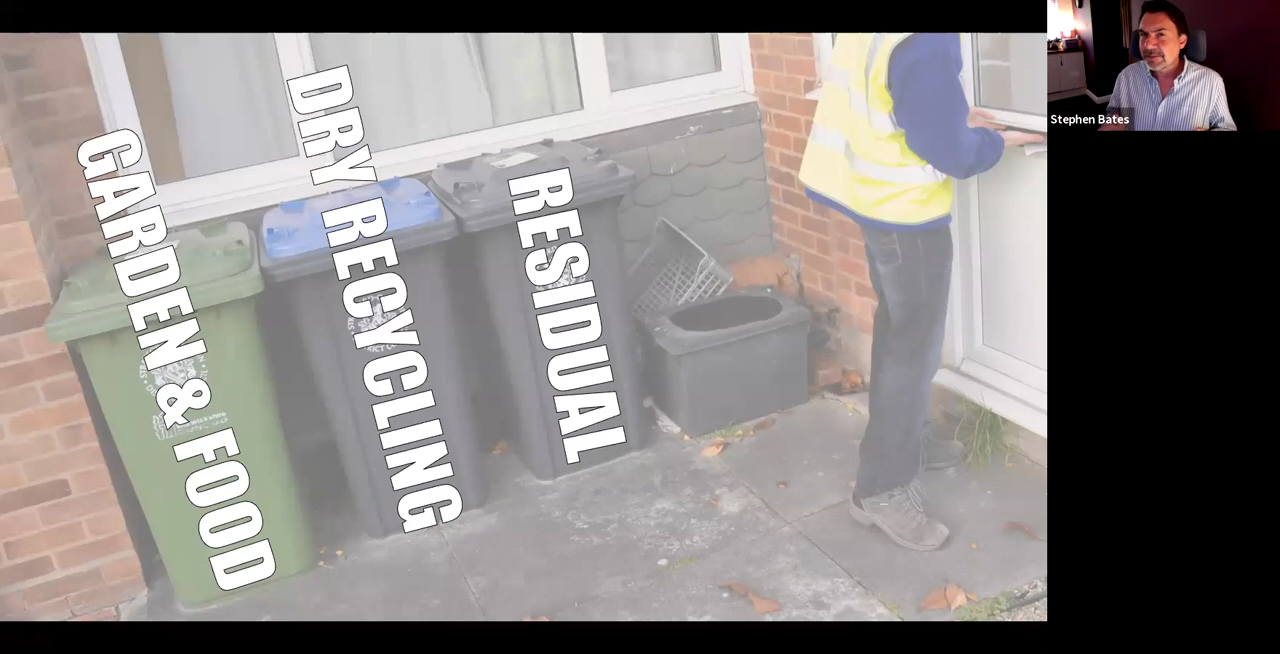 GARDEN & FOOD
DRY RECYCLING
RESIDUAL
Stephen Bates